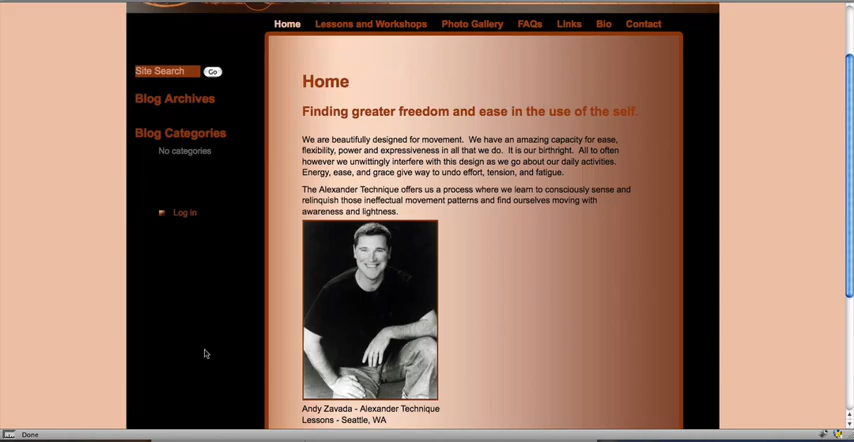 Home Lessons and Workshops Photo Gallery FAQs Links Bio Contact
Site Search Go
Blog Archives
Blog Categories
No categories
Log in
Home
Finding greater freedom and ease in the use of the self.
We are beautifully designed for movement. We have an amazing capacity for ease,
flexibility, power and expressiveness in all that we do. It is our birthright. All to often
however we unwittingly interfere with this design as we go about our daily activities.
Energy, ease, and grace give way to undo effort, tension, and fatigue.
The Alexander Technique offers us a process where we learn to consciously sense and
relinquish those ineffectual movement patterns and find ourselves moving with
awareness and lightness.
Andy Zavada - Alexander Technique
Lessons - Seattle, WA
Done